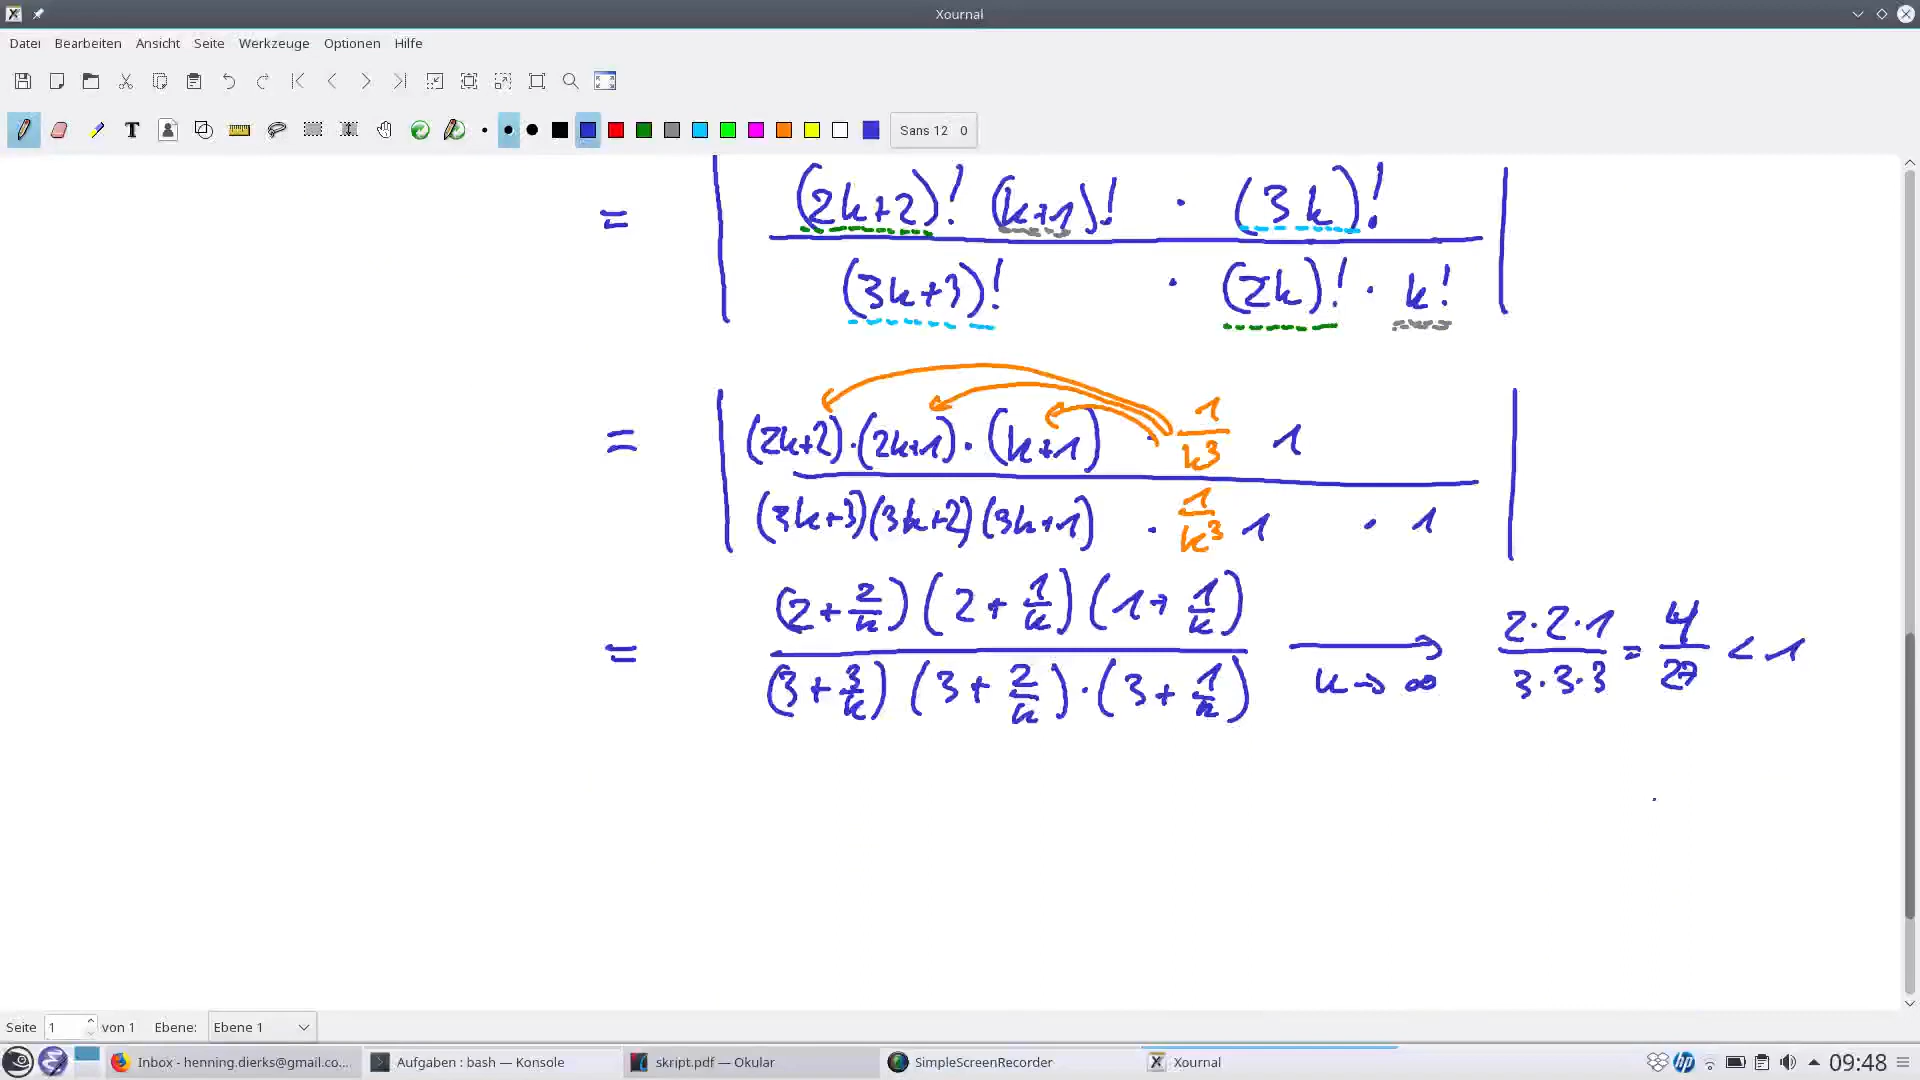 Xournal
Datei Bearbeiten Ansicht Seite Werkzeuge Optionen Hilfe
T Sans 12 0
= | (2k+2)! (k+1)! · (3k)! / (3k+3)! · (2k)! · k! |
= | (2k+2)·(2k+1)·(k+1) · 1/k³ 1 / (3k+3)(3k+2)(3k+1) · 1/k³ 1 · 1 |
= (2 + 2/k) (2 + 1/k) (1 + 1/k) / (3 + 3/k) (3 + 2/k) · (3 + 1/k) → k → ∞ 2·2·1 / 3·3·3 = 4/27 < 1
Seite 1 von 1 Ebene: Ebene 1
Inbox - henning.dierks@gmail.co... Aufgaben : bash — Konsole skript.pdf — Okular SimpleScreenRecorder Xournal hp 09:48